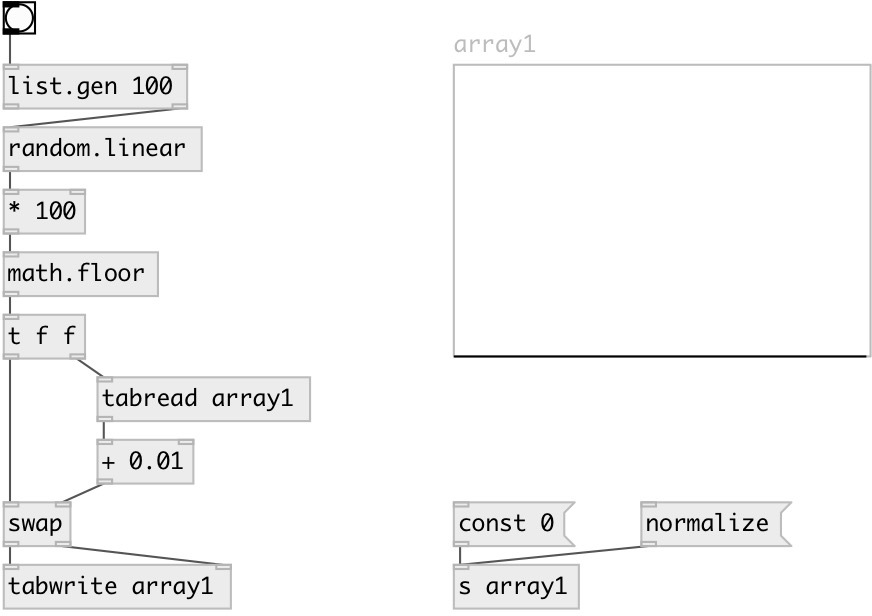 array1
list.gen 100
random.linear
* 100
math.floor
t f f
tabread array1
+ 0.01
swap
const 0
normalize
tabwrite array1
s array1